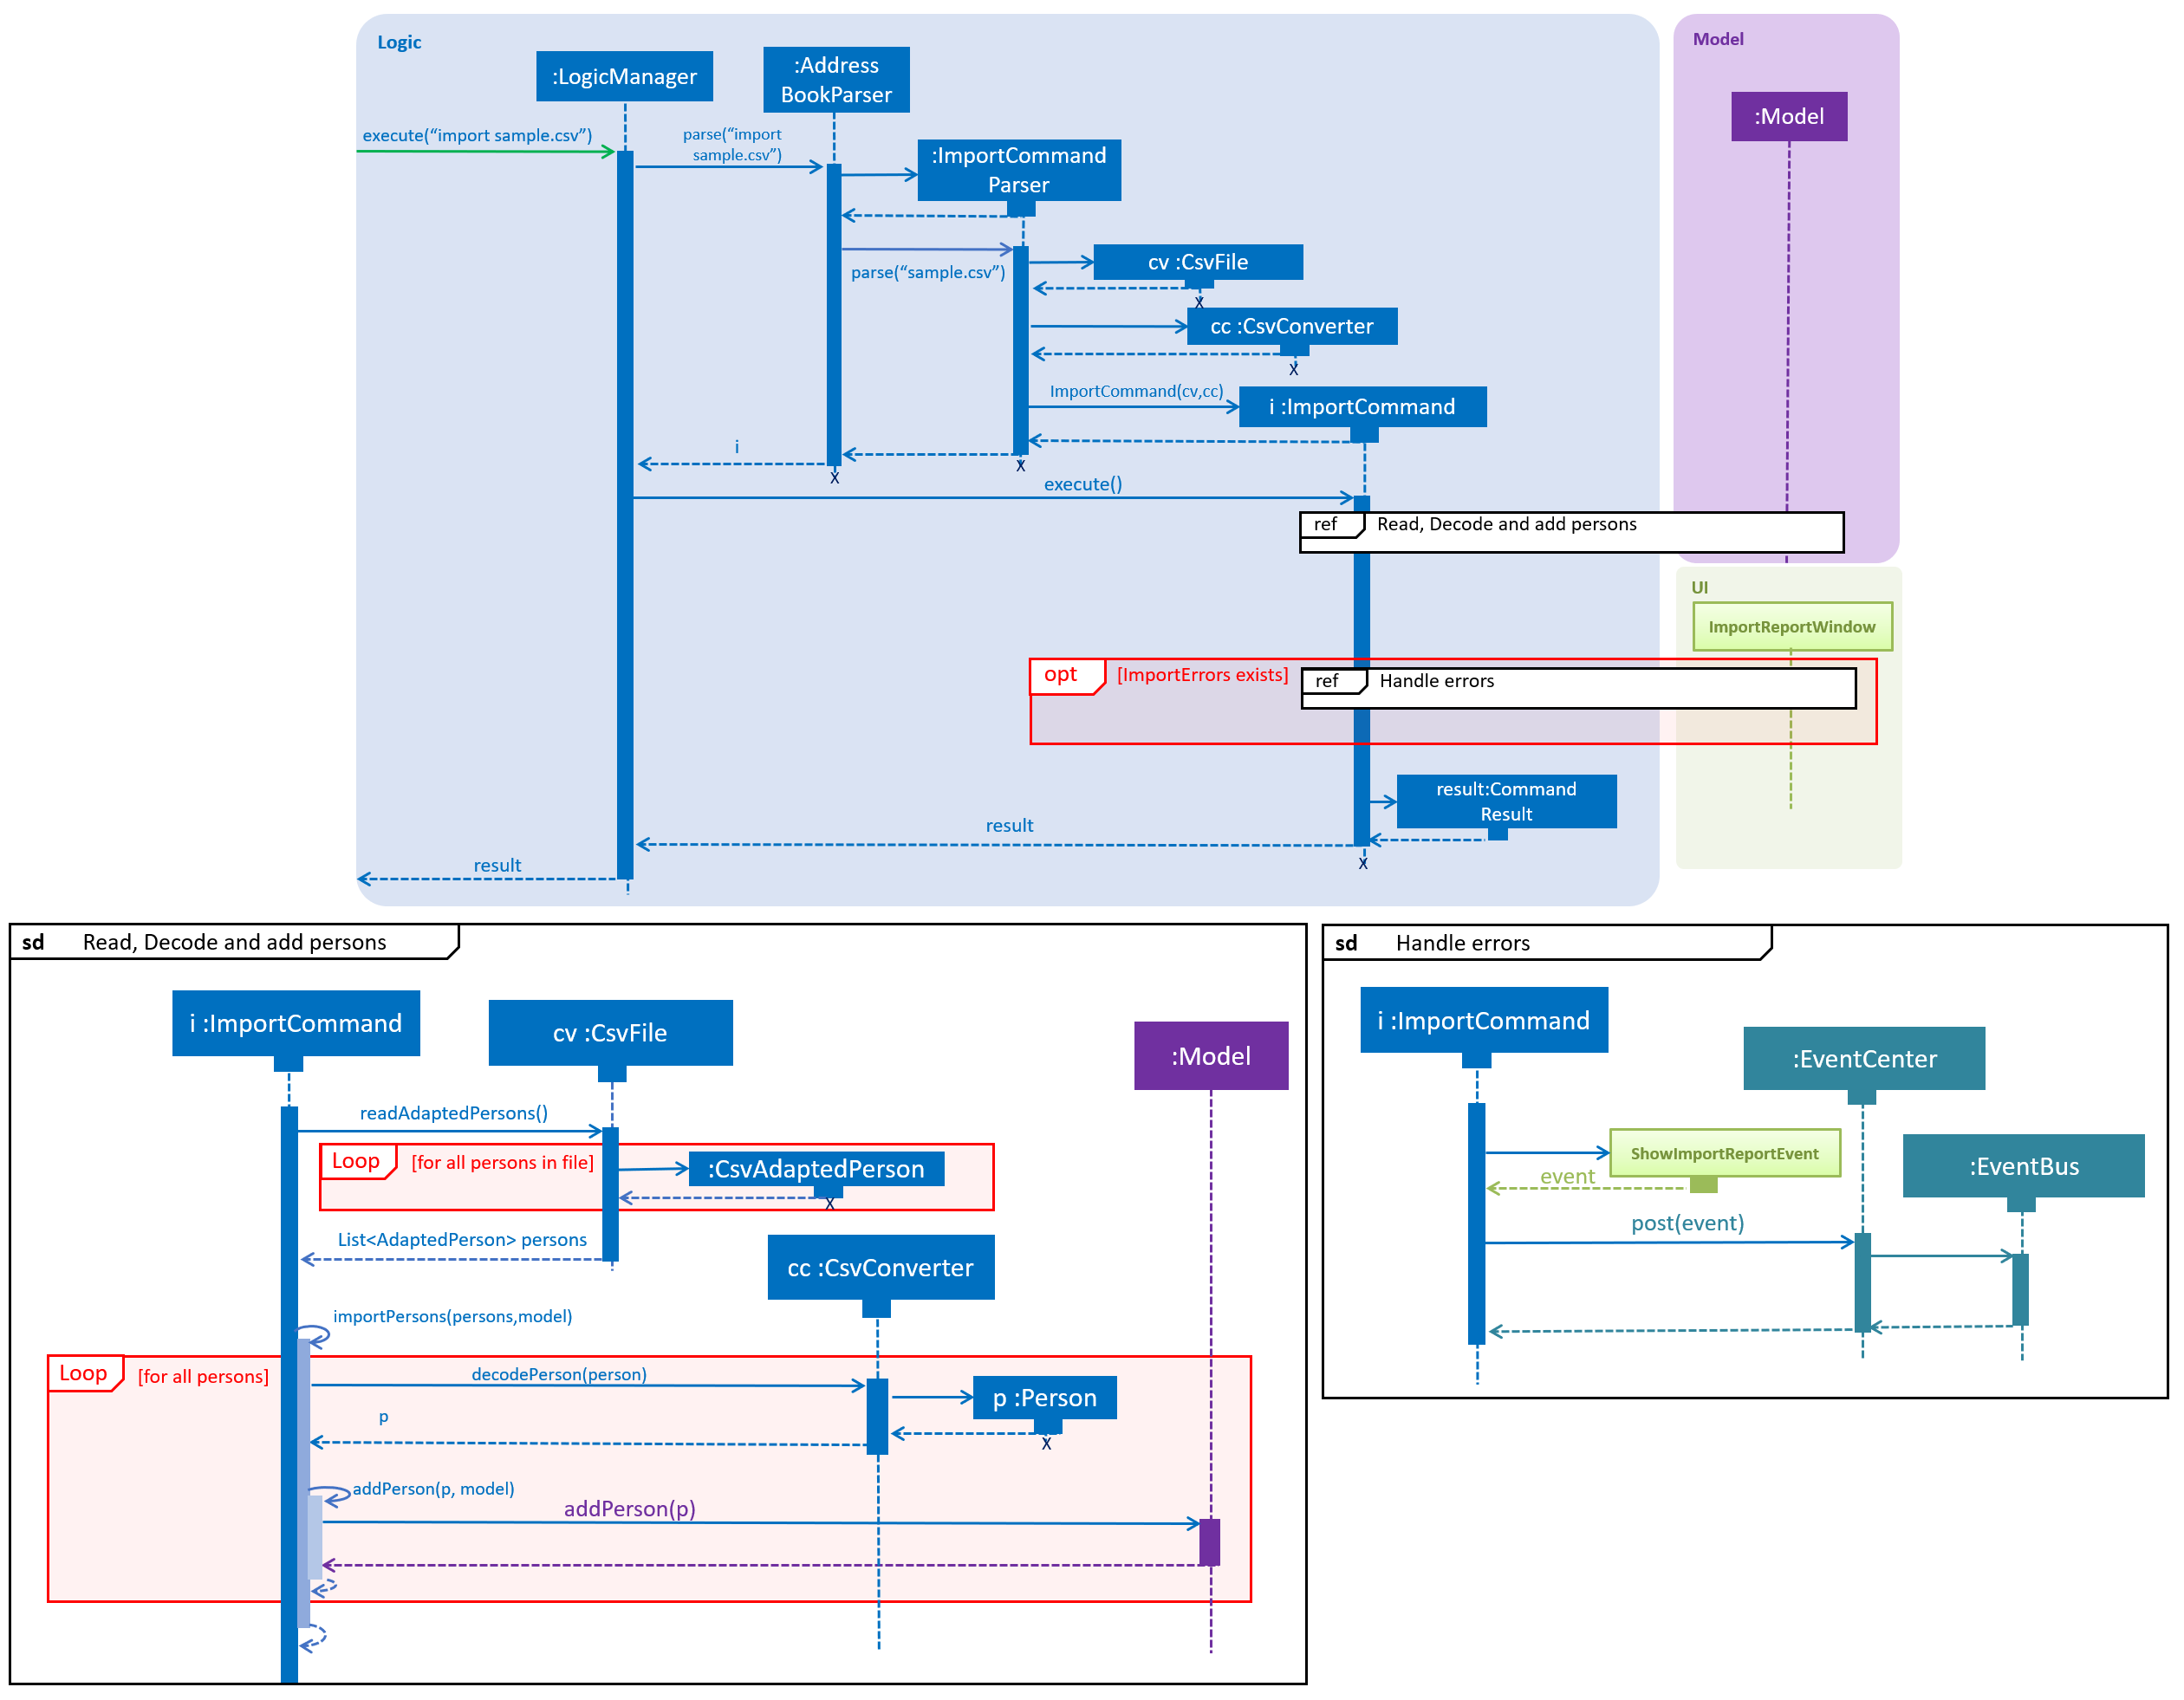 Logic
Model
:LogicManager
:Address
BookParser
:Model
execute(“import sample.csv”)
parse(“import
sample.csv”)
:ImportCommand
Parser
parse(“sample.csv”)
cv :CsvFile
X
cc :CsvConverter
X
ImportCommand(cv,cc)
i :ImportCommand
i
X
X
execute()
ref
Read, Decode and add persons
UI
ImportReportWindow
opt
[ImportErrors exists]
ref
Handle errors
result:Command
Result
result
X
result
sd
Read, Decode and add persons
i :ImportCommand
cv :CsvFile
:Model
readAdaptedPersons()
Loop
[for all persons in file]
:CsvAdaptedPerson
X
List<AdaptedPerson> persons
cc :CsvConverter
importPersons(persons,model)
Loop
[for all persons]
decodePerson(person)
p :Person
p
X
addPerson(p, model)
addPerson(p)
sd
Handle errors
i :ImportCommand
:EventCenter
ShowImportReportEvent
event
:EventBus
post(event)